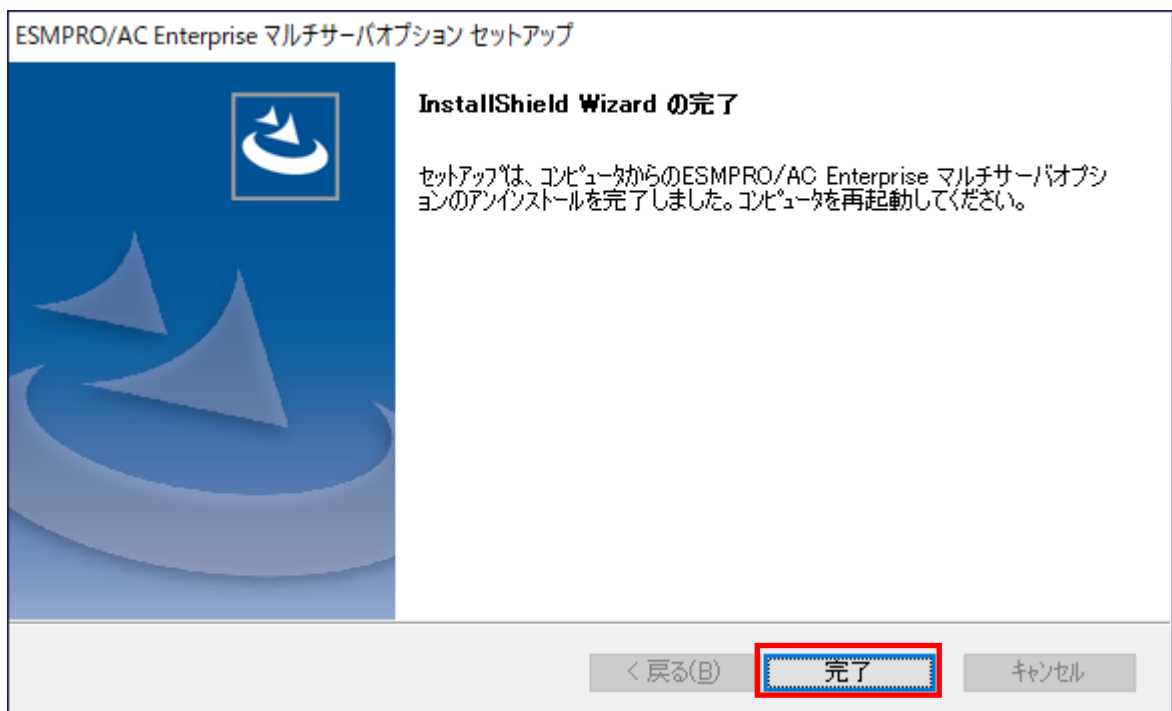 ESMPRO/AC Enterprise マルチサーバオプション セットアップ
InstallShield Wizard の完了
セットアップは、コンピュータからのESMPRO/AC Enterprise マルチサーバオプシ
ョンのアンインストールを完了しました。コンピュータを再起動してください。
< 戻る(B)
完了
キャンセル